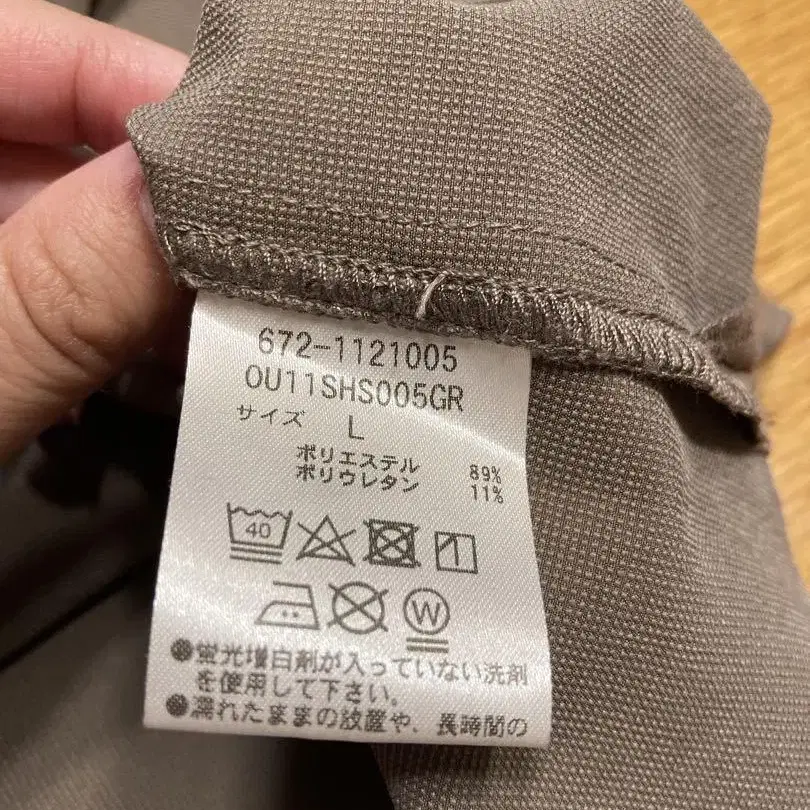 672-1121005
OU11SHS005GR
サイズ L
ポリエステル 89%
ポリウレタン 11%
40
W
●蛍光増白剤が入っていない洗剤
を使用して下さい。
●濡れたままの放置や、長時間の